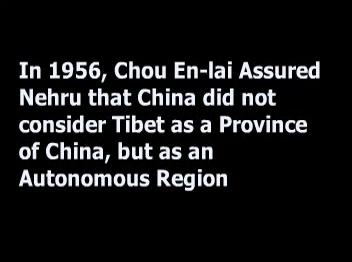 In 1956, Chou En-lai Assured
Nehru that China did not
consider Tibet as a Province
of China, but as an
Autonomous Region